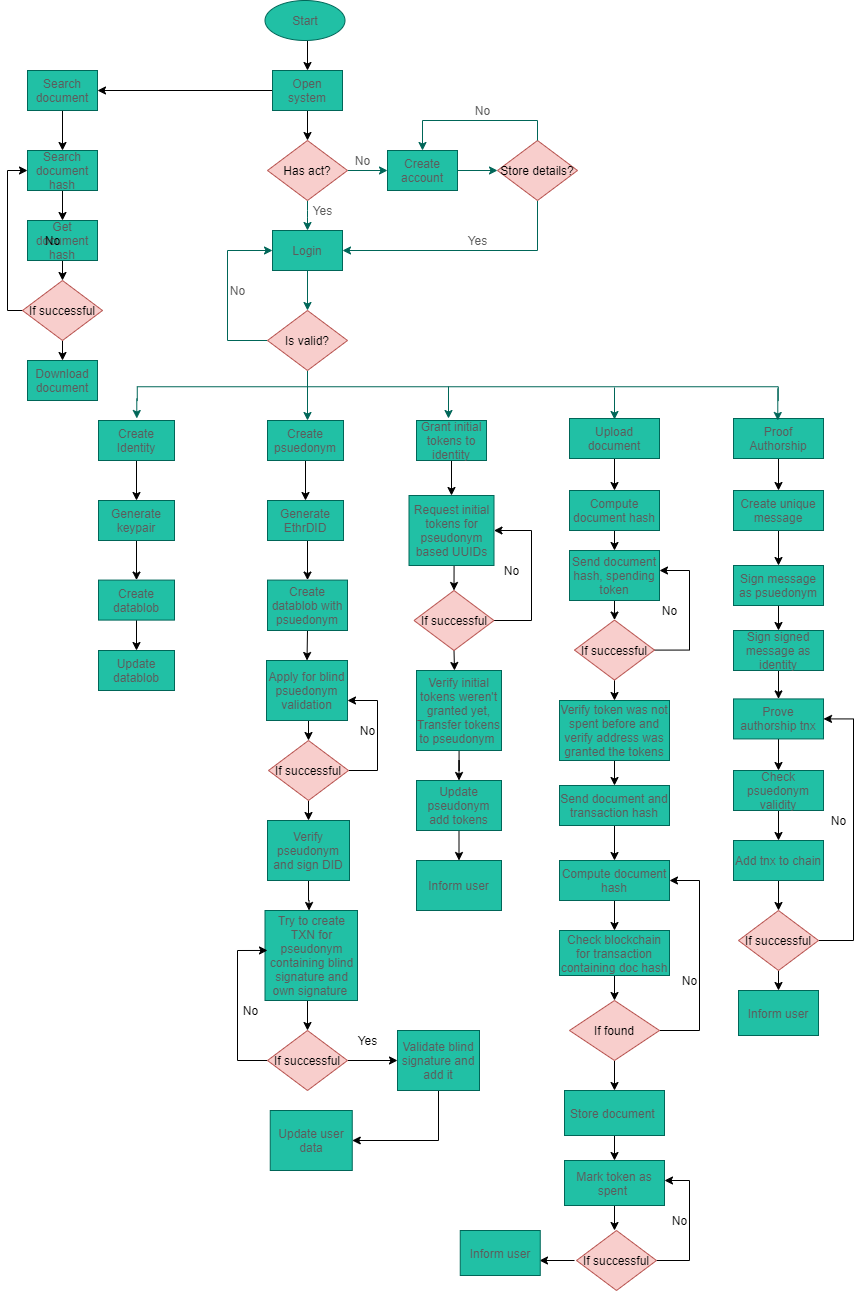 Start
Open
system
Search
document
Search
document
hash
Get
document
hash
No
If successful
Download
document
Has act?
No
Create
account
No
Store details?
Yes
Yes
Login
No
Is valid?
Create
Identity
Generate
keypair
Create
datablob
Update
datablob
Create
psuedonym
Generate
EthrDID
Create
datablob with
psuedonym
Apply for blind
psuedonym
validation
No
If successful
Verify
pseudonym
and sign DID
Try to create
TXN for
pseudonym
containing blind
signature and
own signature
No
If successful
Yes
Validate blind
signature and
add it
Update user
data
Grant initial
tokens to
identity
Request initial
tokens for
pseudonym
based UUIDs
No
If successful
Verify initial
tokens weren't
granted yet,
Transfer tokens
to pseudonym
Update
pseudonym
add tokens
Inform user
Upload
document
Compute
document hash
Send document
hash, spending
token
No
If successful
Verify token was not
spent before and
verify address was
granted the tokens
Send document and
transaction hash
Compute document
hash
Check blockchain
for transaction
containing doc hash
No
If found
Store document
Mark token as
spent
No
If successful
Inform user
Proof
Authorship
Create unique
message
Sign message
as psuedonym
Sign signed
message as
identity
Prove
authorship tnx
Check
psuedonym
validity
No
Add tnx to chain
If successful
Inform user